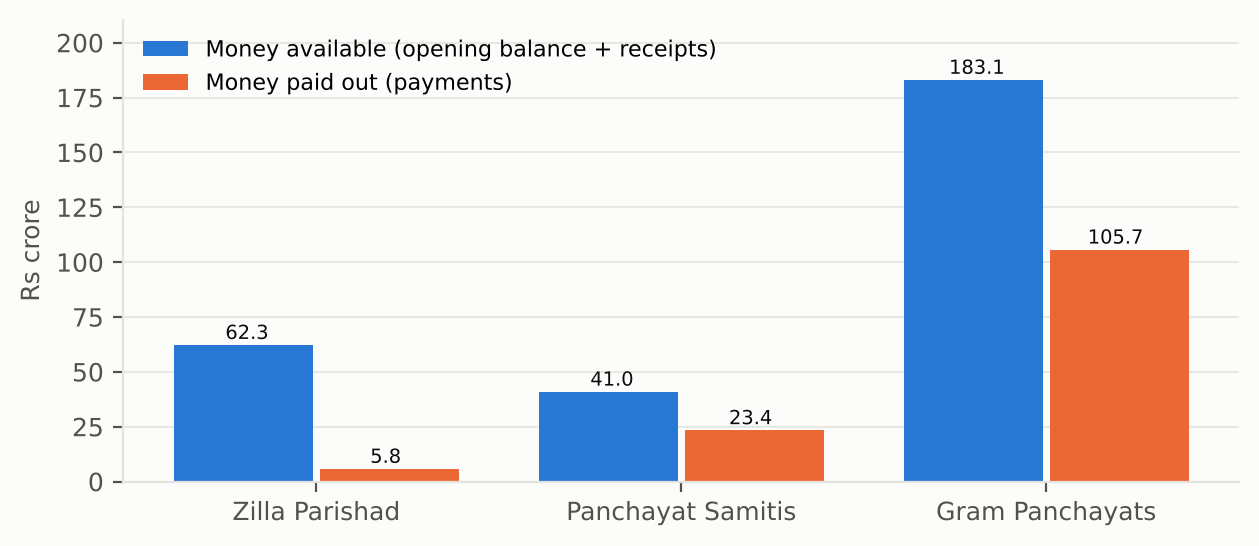 Money available (opening balance + receipts)
Money paid out (payments)
Rs crore
200
175
150
125
100
75
50
25
0
62.3
5.8
41.0
23.4
183.1
105.7
Zilla Parishad
Panchayat Samitis
Gram Panchayats